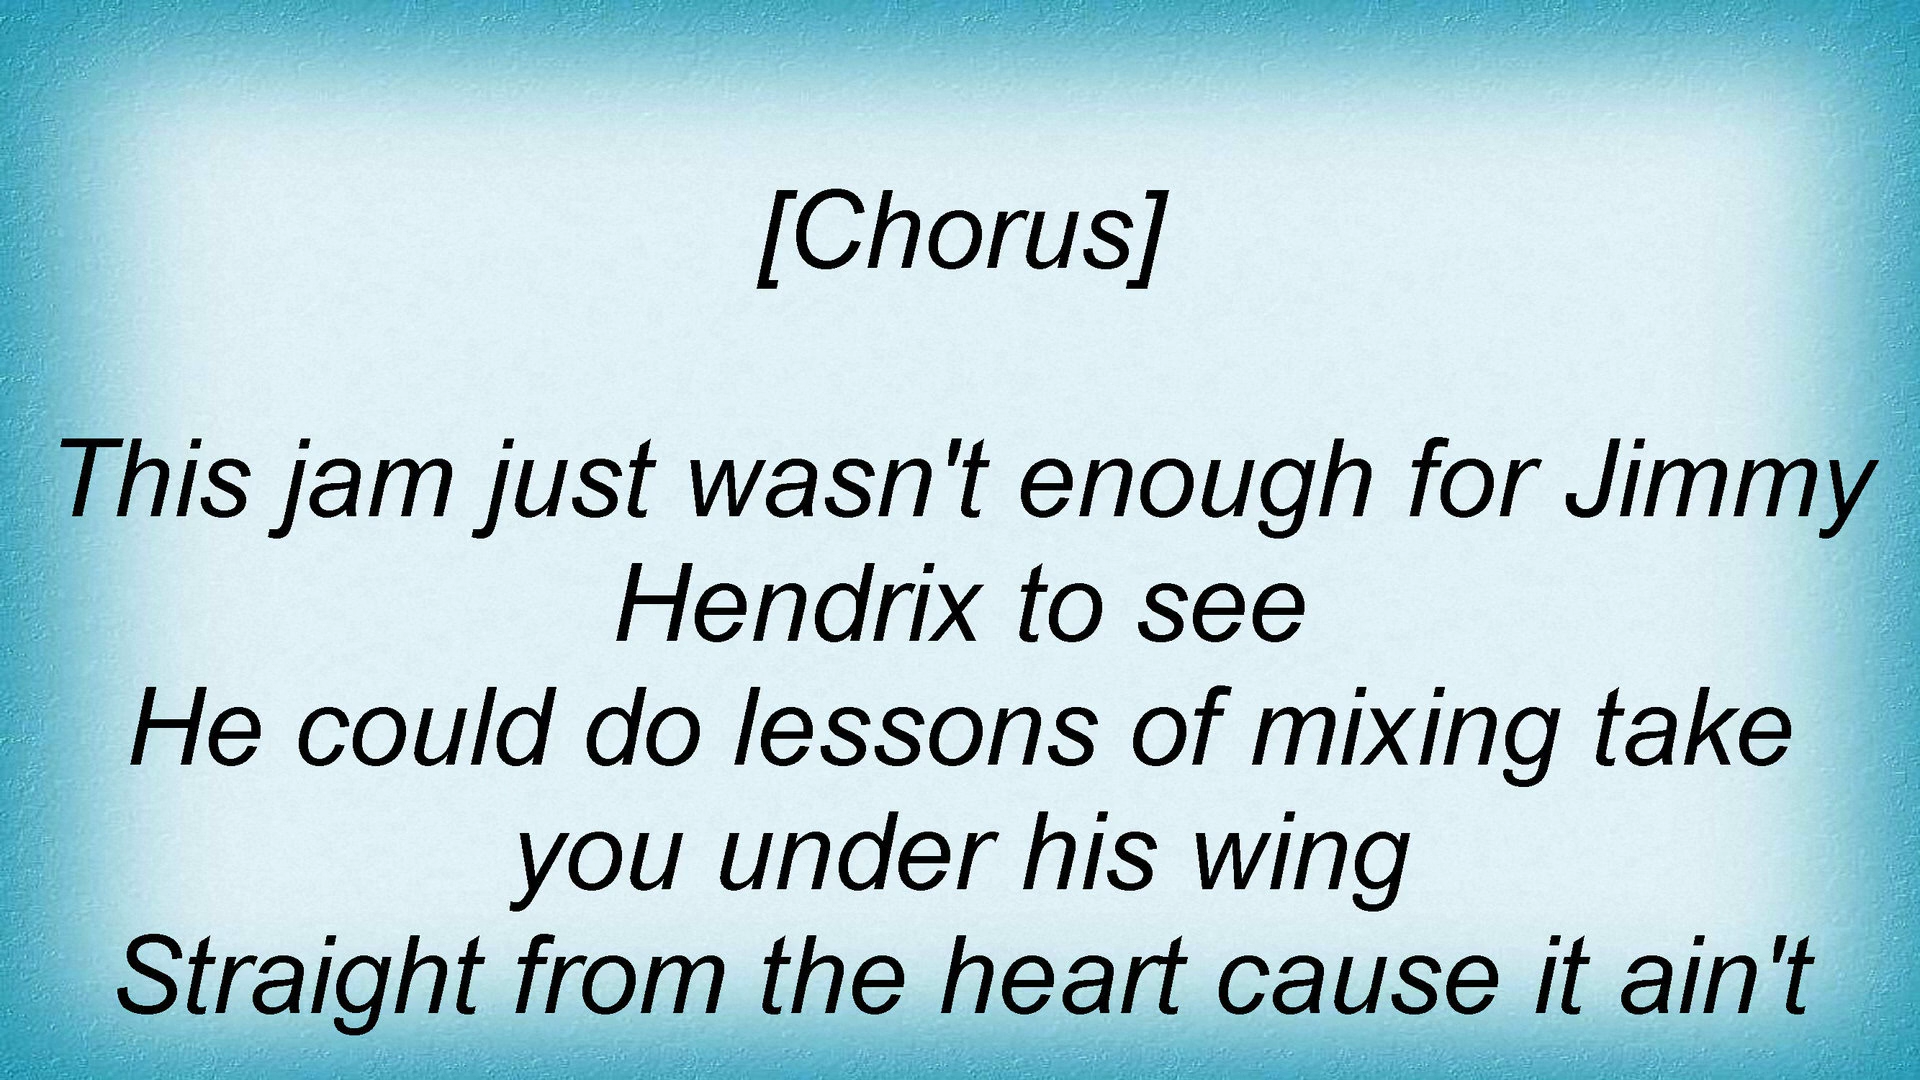 [Chorus]
This jam just wasn't enough for Jimmy
Hendrix to see
He could do lessons of mixing take
you under his wing
Straight from the heart cause it ain't